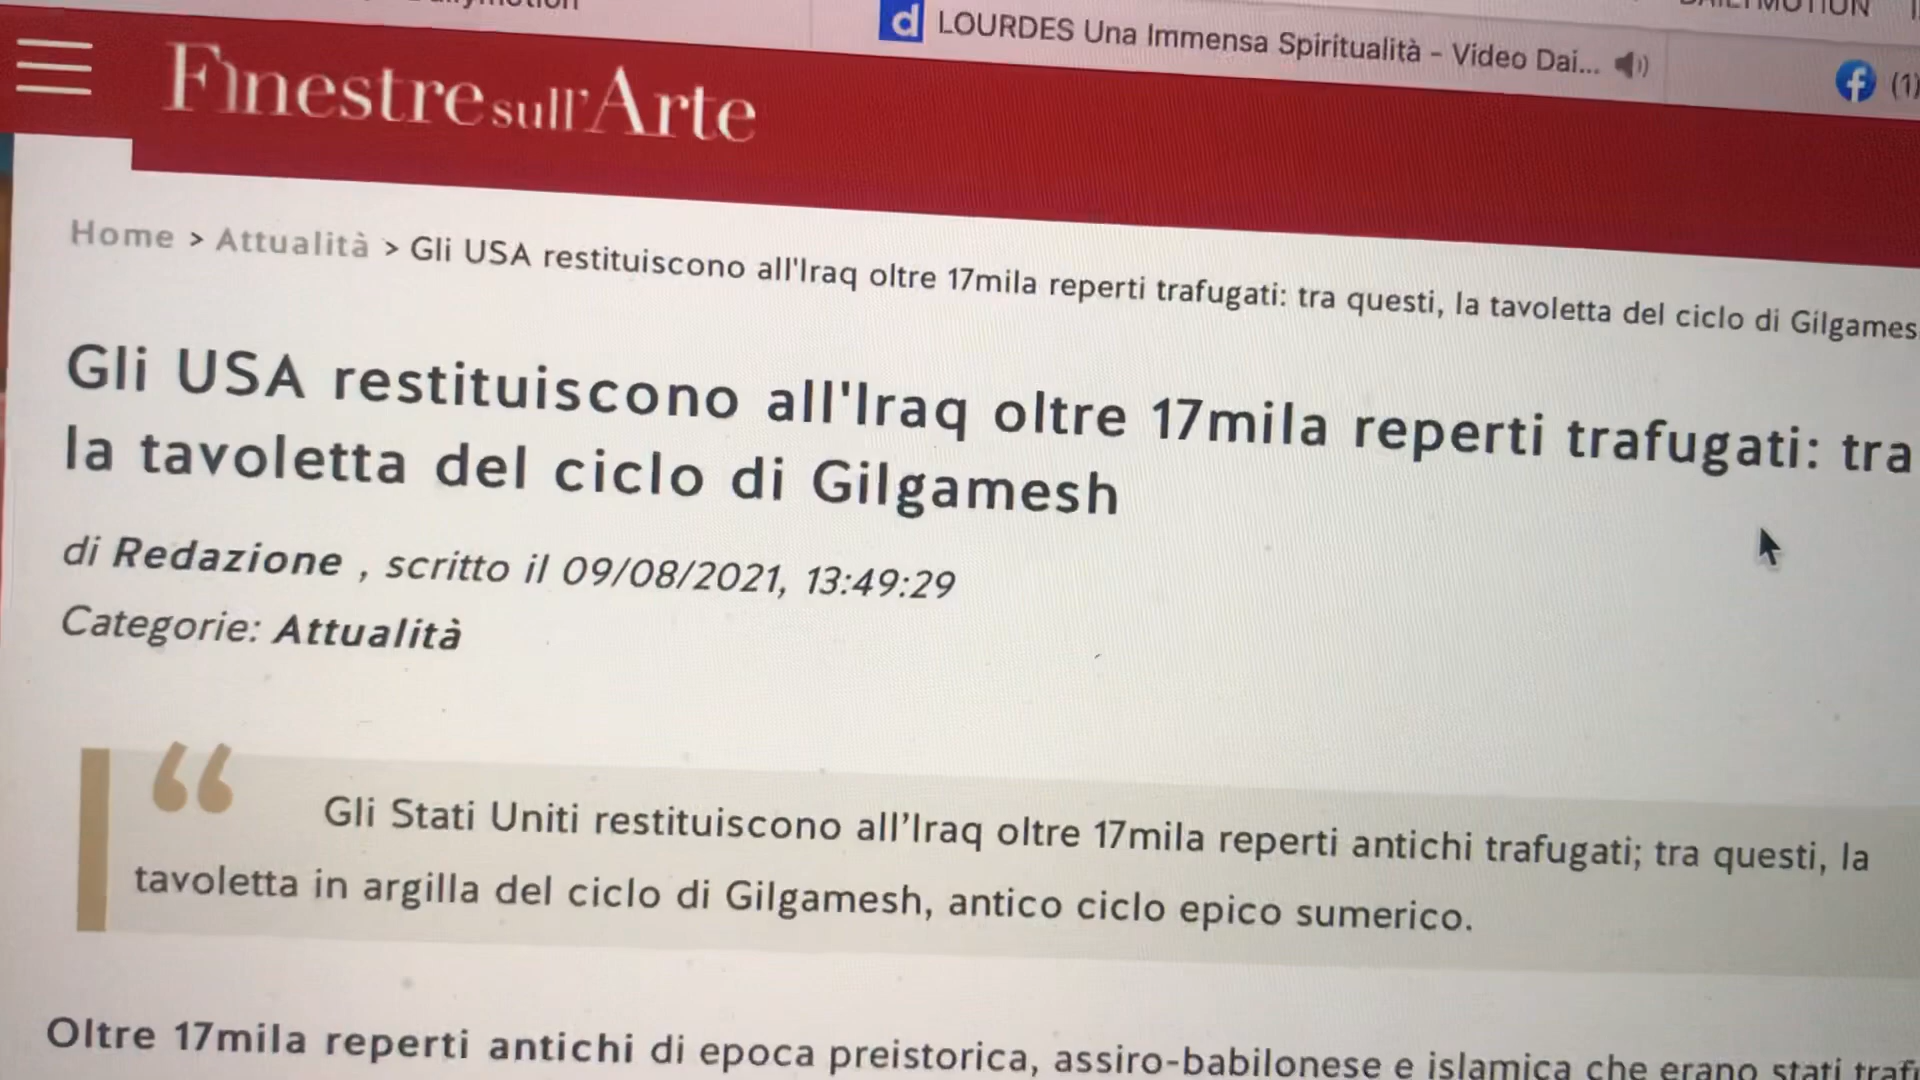 LOURDES Una Immensa Spiritualità - Video Dai...
(1)
Finestre sull'Arte
Home > Attualità > Gli USA restituiscono all'Iraq oltre 17mila reperti trafugati: tra questi, la tavoletta del ciclo di Gilgames
Gli USA restituiscono all'Iraq oltre 17mila reperti trafugati: tra
la tavoletta del ciclo di Gilgamesh
di Redazione , scritto il 09/08/2021, 13:49:29
Categorie: Attualità
“ Gli Stati Uniti restituiscono all’Iraq oltre 17mila reperti antichi trafugati; tra questi, la
tavoletta in argilla del ciclo di Gilgamesh, antico ciclo epico sumerico.
Oltre 17mila reperti antichi di epoca preistorica, assiro-babilonese e islamica che erano stati